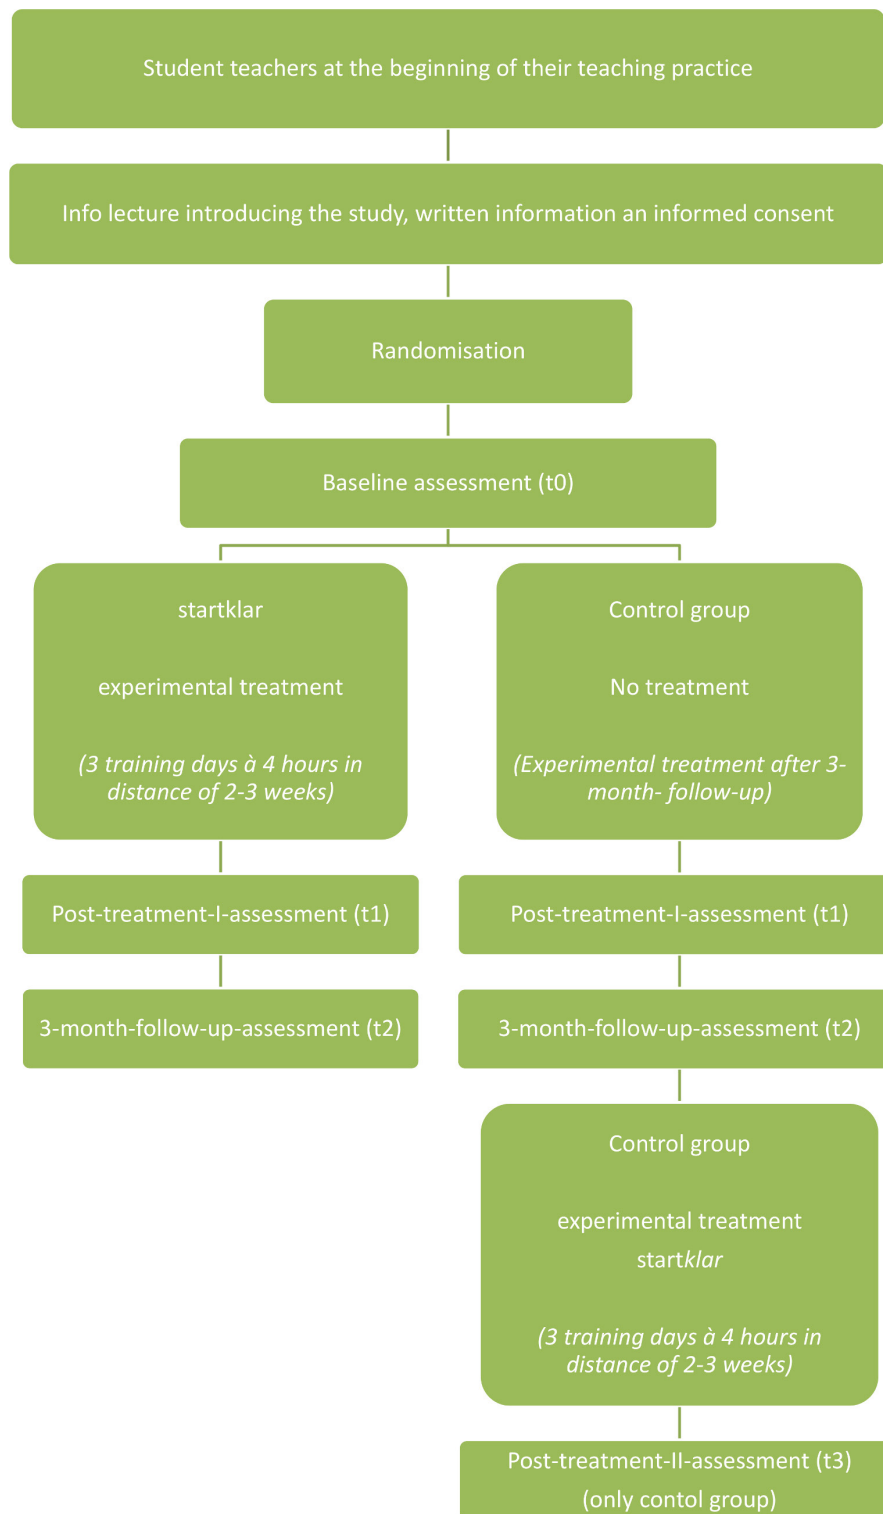 Student teachers at the beginning of their teaching practice
Info lecture introducing the study, written information an informed consent
Randomisation
Baseline assessment (t0)
startklar
experimental treatment
(3 training days à 4 hours in
distance of 2-3 weeks)
Control group
No treatment
(Experimental treatment after 3-
month- follow-up)
Post-treatment-I-assessment (t1)
Post-treatment-I-assessment (t1)
3-month-follow-up-assessment (t2)
3-month-follow-up-assessment (t2)
Control group
experimental treatment
startklar
(3 training days à 4 hours in
distance of 2-3 weeks)
Post-treatment-II-assessment (t3)
(only contol group)